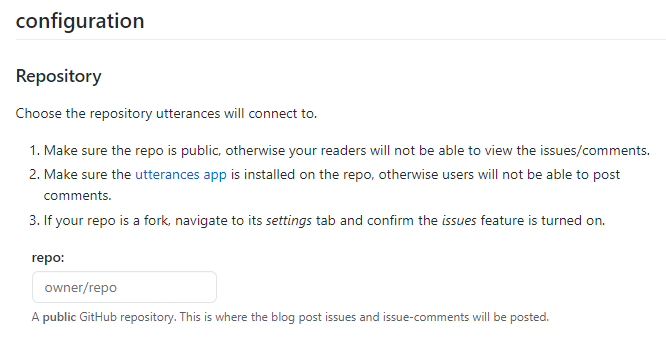 configuration
Repository
Choose the repository utterances will connect to.
1. Make sure the repo is public, otherwise your readers will not be able to view the issues/comments.
2. Make sure the utterances app is installed on the repo, otherwise users will not be able to post
comments.
3. If your repo is a fork, navigate to its settings tab and confirm the issues feature is turned on.
repo:
owner/repo
A public GitHub repository. This is where the blog post issues and issue-comments will be posted.